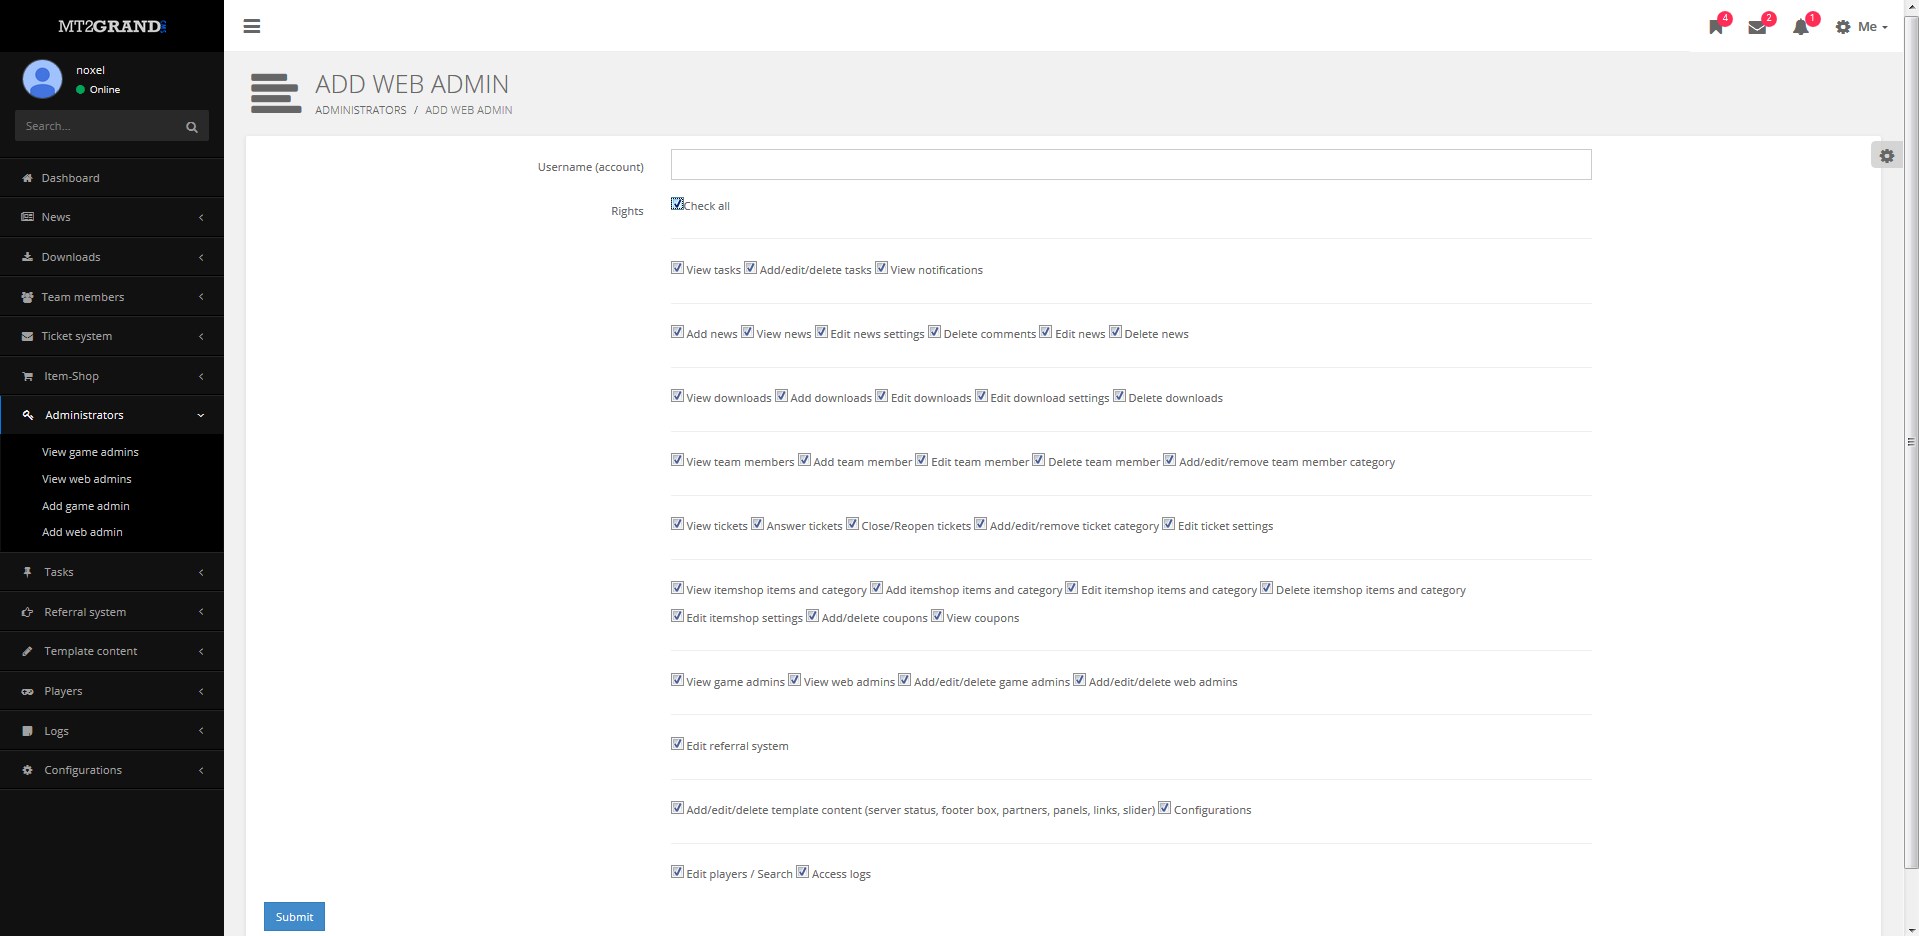 MT2GRAND
noxel
Online
Search...
Dashboard
News
Downloads
Team members
Ticket system
Item-Shop
Administrators
View game admins
View web admins
Add game admin
Add web admin
Tasks
Referral system
Template content
Players
Logs
Configurations
4
2
1
Me
ADD WEB ADMIN
ADMINISTRATORS / ADD WEB ADMIN
Username (account)
Rights
Check all
View tasks Add/edit/delete tasks View notifications
Add news View news Edit news settings Delete comments Edit news Delete news
View downloads Add downloads Edit downloads Edit download settings Delete downloads
View team members Add team member Edit team member Delete team member Add/edit/remove team member category
View tickets Answer tickets Close/Reopen tickets Add/edit/remove ticket category Edit ticket settings
View itemshop items and category Add itemshop items and category Edit itemshop items and category Delete itemshop items and category
Edit itemshop settings Add/delete coupons View coupons
View game admins View web admins Add/edit/delete game admins Add/edit/delete web admins
Edit referral system
Add/edit/delete template content (server status, footer box, partners, panels, links, slider) Configurations
Edit players / Search Access logs
Submit